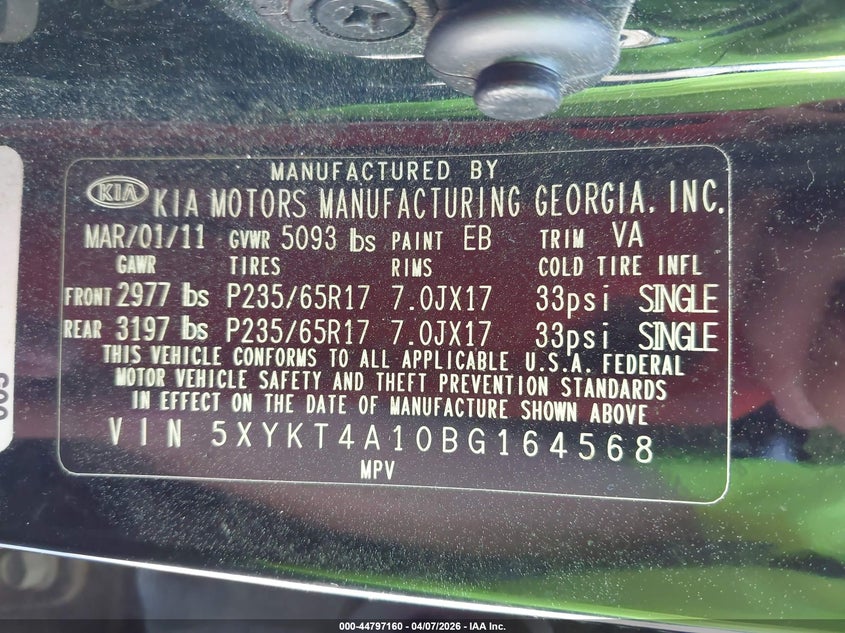 MANUFACTURED BY
KIA KIA MOTORS MANUFACTURING GEORGIA, INC.
MAR/01/11 GVWR 5093 lbs PAINT EB TRIM VA
GAWR TIRES RIMS COLD TIRE INFL
FRONT 2977 lbs P235/65R17 7.0JX17 33psi SINGLE
REAR 3197 lbs P235/65R17 7.0JX17 33psi SINGLE
THIS VEHICLE CONFORMS TO ALL APPLICABLE U.S.A. FEDERAL
MOTOR VEHICLE SAFETY AND THEFT PREVENTION STANDARDS
IN EFFECT ON THE DATE OF MANUFACTURE SHOWN ABOVE
VIN 5XYKT4A10BG164568
MPV
000-44797160 - 04/07/2026 - IAA Inc.